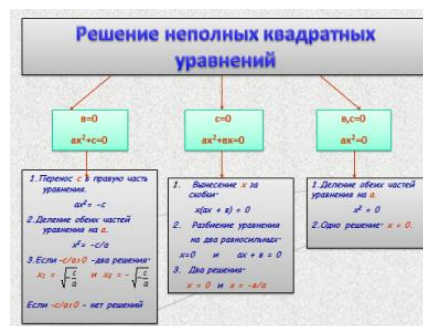 Решение неполных квадратных
уравнений
в=0
ax²+c=0
c=0
ax²+вx=0
в,c=0
ax²=0
1.Перенос с в правую часть
уравнения.
ax²= -c
2.Деление обеих частей
уравнения на а.
x²= -c/a
3.Если -c/a>0 -два решения:
x₁ = √-c/a и x₂ = -√-c/a
Если -c/a<0 - нет решений
1. Вынесение x за
скобки:
x(ax + в) = 0
2. Разбиение уравнения
на два равносильных:
x=0 и ax + в = 0
3. Два решения:
x = 0 и x = -в/a
1.Деление обеих частей
уравнения на а.
x² = 0
2.Одно решение: x = 0.